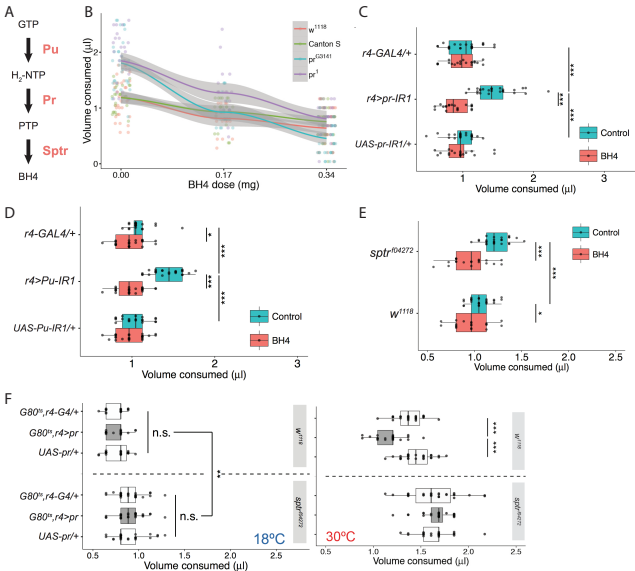 A
GTP
Pu
H2-NTP
Pr
PTP
Sptr
BH4
B
Volume consumed (µl)
2
1
0
w1118
Canton S
prG3141
pr1
0.00
0.17
0.34
BH4 dose (mg)
C
r4-GAL4/+
r4>pr-IR1
UAS-pr-IR1/+
***
***
***
Control
BH4
1
2
3
Volume consumed (µl)
D
r4-GAL4/+
r4>Pu-IR1
UAS-Pu-IR1/+
*
***
***
***
Control
BH4
1
2
3
Volume consumed (µl)
E
sptrf04272
w1118
***
***
*
Control
BH4
0.5
1.0
1.5
2.0
2.5
Volume consumed (µl)
F
G80ts,r4-G4/+
G80ts,r4>pr
UAS-pr/+
n.s.
w1118
**
G80ts,r4-G4/+
G80ts,r4>pr
UAS-pr/+
n.s.
sptrf04272
18ºC
0.5
1.0
1.5
2.0
2.5
Volume consumed (µl)
***
***
w1118
sptrf04272
30ºC
0.5
1.0
1.5
2.0
2.5
Volume consumed (µl)